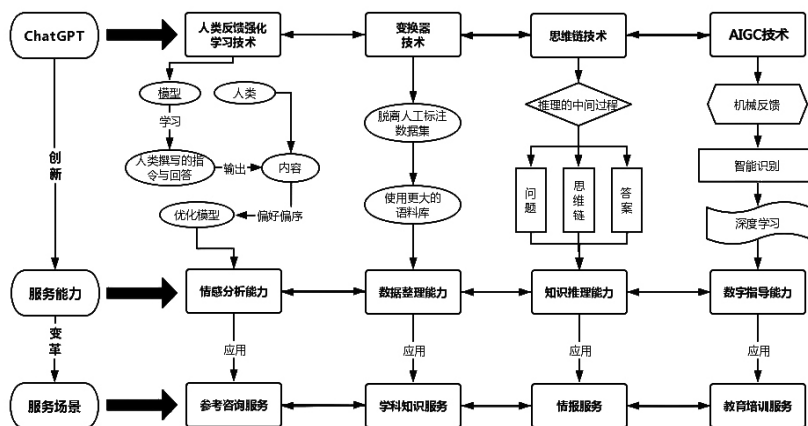 ChatGPT
人类反馈强化
学习技术
变换器
技术
思维链技术
AIGC技术
模型
人类
学习
人类撰写的指
令与回答
输出
内容
优化模型
偏好偏序
脱离人工标注
数据集
使用更大的
语料库
推理的中间过程
问题
思维链
答案
机械反馈
智能识别
深度学习
创新
服务能力
情感分析能力
数据整理能力
知识推理能力
数字指导能力
变革
应用
应用
应用
应用
服务场景
参考咨询服务
学科知识服务
情报服务
教育培训服务